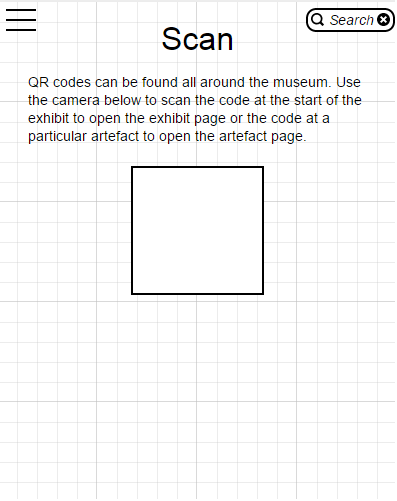 Search
Scan
QR codes can be found all around the museum. Use
the camera below to scan the code at the start of the
exhibit to open the exhibit page or the code at a
particular artefact to open the artefact page.